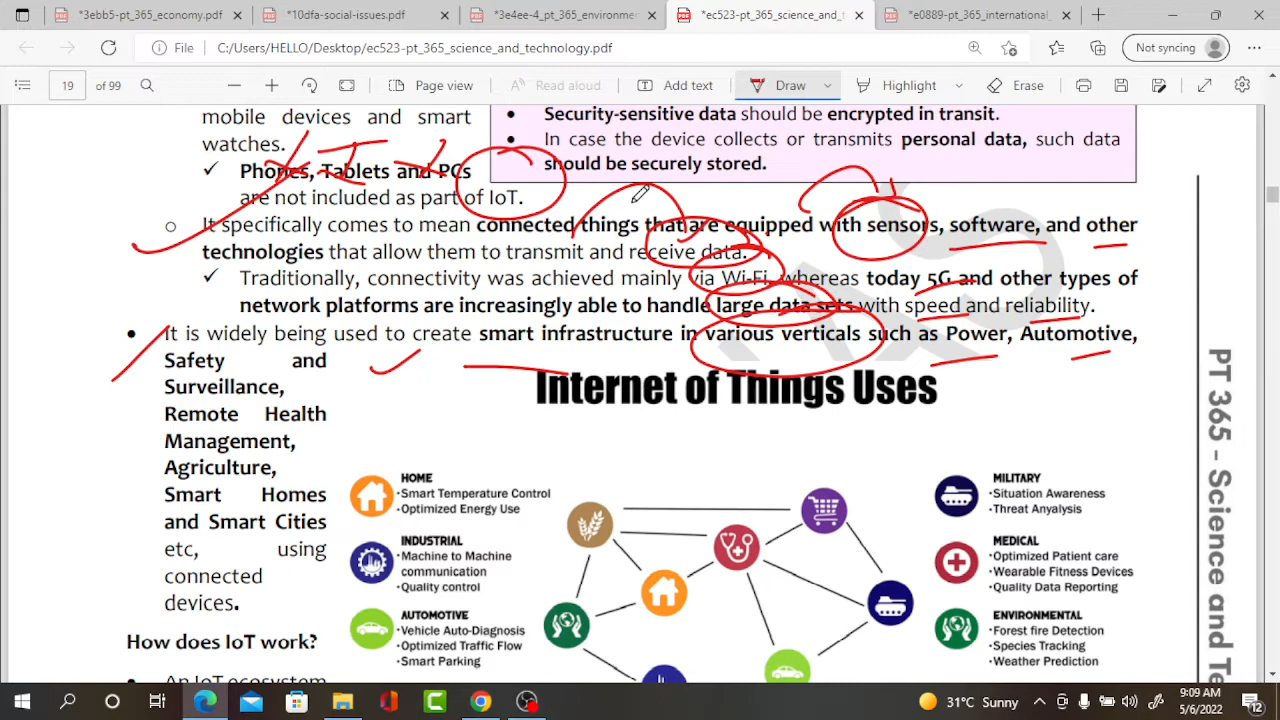 *3ebb5-pt_365_economy.pdf
*10dfa-social-issues.pdf
*3e4ee-4_pt_365_environmer
*ec523-pt_365_science_and_t
*e0889-pt_365_international_
File C:/Users/HELLO/Desktop/ec523-pt_365_science_and_technology.pdf
Not syncing
19 of 99
Page view
Read aloud
Add text
Draw
Highlight
Erase
mobile devices and smart
watches.
✓ Phones, Tablets and PCs
are not included as part of IoT.
• Security-sensitive data should be encrypted in transit.
• In case the device collects or transmits personal data, such data
should be securely stored.
o It specifically comes to mean connected things that are equipped with sensors, software, and other
technologies that allow them to transmit and receive data.
✓ Traditionally, connectivity was achieved mainly via Wi-Fi, whereas today 5G and other types of
network platforms are increasingly able to handle large data sets with speed and reliability.
• It is widely being used to create smart infrastructure in various verticals such as Power, Automotive,
Safety and
Surveillance,
Remote Health
Management,
Agriculture,
Smart Homes
and Smart Cities
etc, using
connected
devices.
Internet of Things Uses
HOME
·Smart Temperature Control
·Optimized Energy Use
INDUSTRIAL
·Machine to Machine
communication
·Quality control
AUTOMOTIVE
·Vehicle Auto-Diagnosis
·Optimized Traffic Flow
·Smart Parking
MILITARY
·Situation Awareness
·Threat Anyalysis
MEDICAL
·Optimized Patient care
·Wearable Fitness Devices
·Quality Data Reporting
ENVIRONMENTAL
·Forest fire Detection
·Species Tracking
·Weather Prediction
How does IoT work?
• An IoT ecosystem
PT 365 - Science and Te
31°C Sunny
9:09 AM
5/6/2022
12